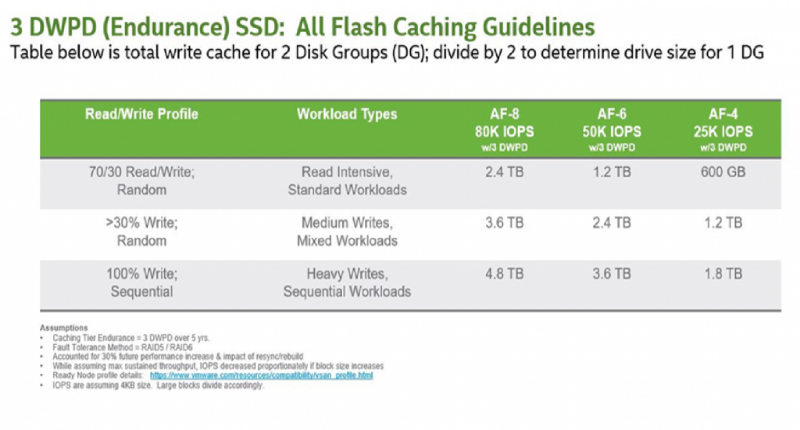 3 DWPD (Endurance) SSD: All Flash Caching Guidelines
Table below is total write cache for 2 Disk Groups (DG); divide by 2 to determine drive size for 1 DG
Read/Write Profile Workload Types AF-8 AF-6 AF-4
80K IOPS 50K IOPS 25K IOPS
w/3 DWPD w/3 DWPD w/3 DWPD
70/30 Read/Write; Read Intensive, 2.4 TB 1.2 TB 600 GB
Random Standard Workloads
>30% Write; Medium Writes, 3.6 TB 2.4 TB 1.2 TB
Random Mixed Workloads
100% Write; Heavy Writes, 4.8 TB 3.6 TB 1.8 TB
Sequential Sequential Workloads
Assumptions
• Caching Tier Endurance = 3 DWPD over 5 yrs.
• Fault Tolerance Method = RAID5 / RAID6
• Accounted for 30% future performance increase & impact of resync/rebuild
• While assuming max sustained throughput, IOPS decreased proportionately if block size increases
• Ready Node profile details: https://www.vmware.com/resources/compatibility/vsan_profile.html
• IOPS are assuming 4KB size. Large blocks divide accordingly.